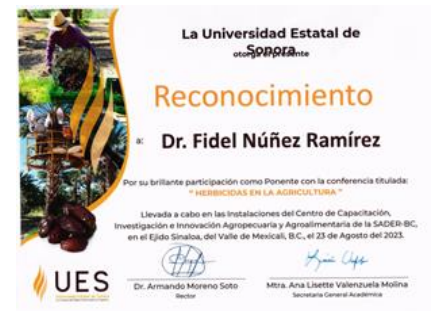 La Universidad Estatal de
Sonora
otorga el presente
Reconocimiento
a: Dr. Fidel Núñez Ramírez
Por su brillante participación como Ponente con la conferencia titulada:
" HERBICIDAS EN LA AGRICULTURA "
Llevada a cabo en las Instalaciones del Centro de Capacitación,
Investigación e Innovación Agropecuaria y Agroalimentaria de la SADER-BC,
en el Ejido Sinaloa, del Valle de Mexicali, B.C., el 23 de Agosto del 2023.
Dr. Armando Moreno Soto
Rector
Mtra. Ana Lisette Valenzuela Molina
Secretaria General Académica
UES